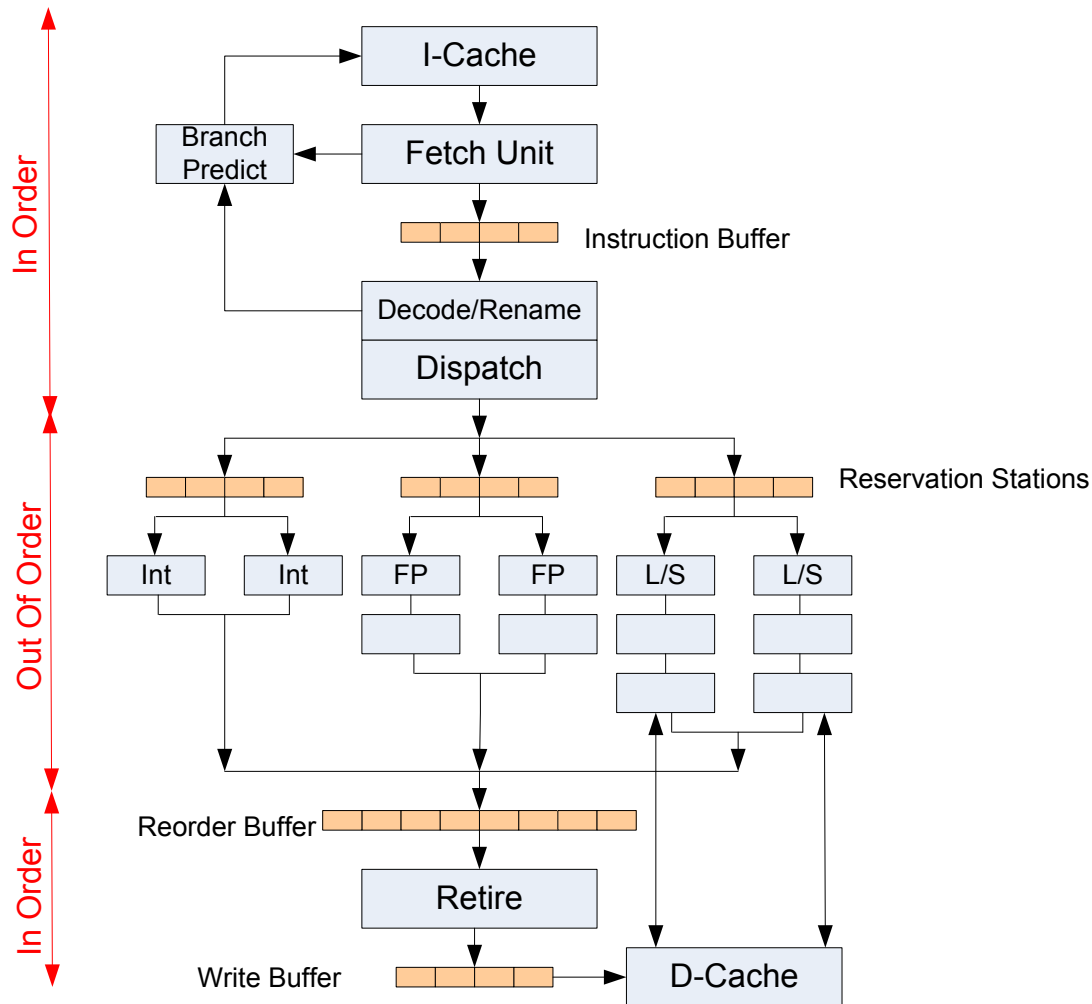 I-Cache
Branch
Predict
Fetch Unit
In Order
Instruction Buffer
Decode/Rename
Dispatch
Reservation Stations
Out Of Order
Int
Int
FP
FP
L/S
L/S
Reorder Buffer
In Order
Retire
Write Buffer
D-Cache